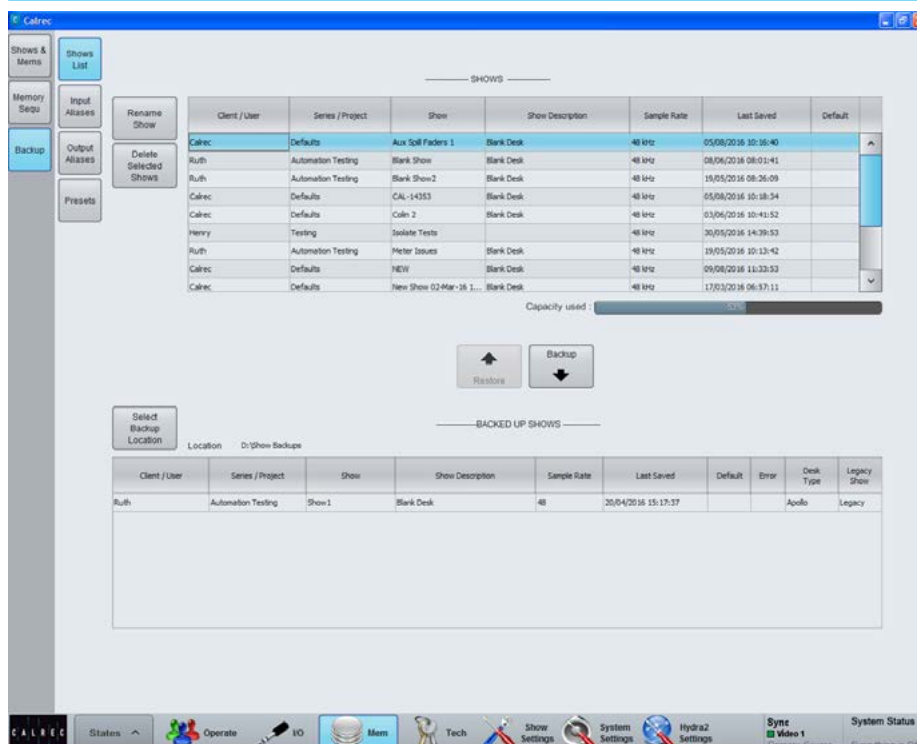 Calrec
Shows & Mems
Shows List
SHOWS
Memory Sequ
Input Aliases
Rename Show
Client / User Series / Project Show Show Description Sample Rate Last Saved Default
Backup
Output Aliases
Delete Selected Shows
Presets
Calrec Defaults Aux Spill Faders 1 Blank Desk 48 kHz 05/08/2016 10:16:40
Ruth Automation Testing Blank Show Blank Desk 48 kHz 08/06/2016 08:01:41
Ruth Automation Testing Blank Show2 Blank Desk 48 kHz 19/05/2016 08:26:09
Calrec Defaults CAL-14353 Blank Desk 48 kHz 05/08/2016 10:18:34
Calrec Defaults Colin 2 Blank Desk 48 kHz 03/06/2016 10:41:52
Henry Testing Isolate Tests 48 kHz 30/05/2016 14:39:53
Ruth Automation Testing Meter Issues Blank Desk 48 kHz 19/05/2016 10:13:42
Calrec Defaults NEW Blank Desk 48 kHz 09/08/2016 11:33:53
Calrec Defaults New Show 02-Mar-16 1... Blank Desk 48 kHz 17/03/2016 06:57:11
Capacity used :
Restore
Backup
Select Backup Location
Location D:\Show Backups
BACKED UP SHOWS
Client / User Series / Project Show Show Description Sample Rate Last Saved Default Error Desk Type Legacy Show
Ruth Automation Testing Show1 Blank Desk 48 20/04/2016 15:17:37 Apollo Legacy
CALREC
States
Operate
I/O
Mem
Tech
Show Settings
System Settings
Hydra2 Settings
Sync
Video 1
System Status